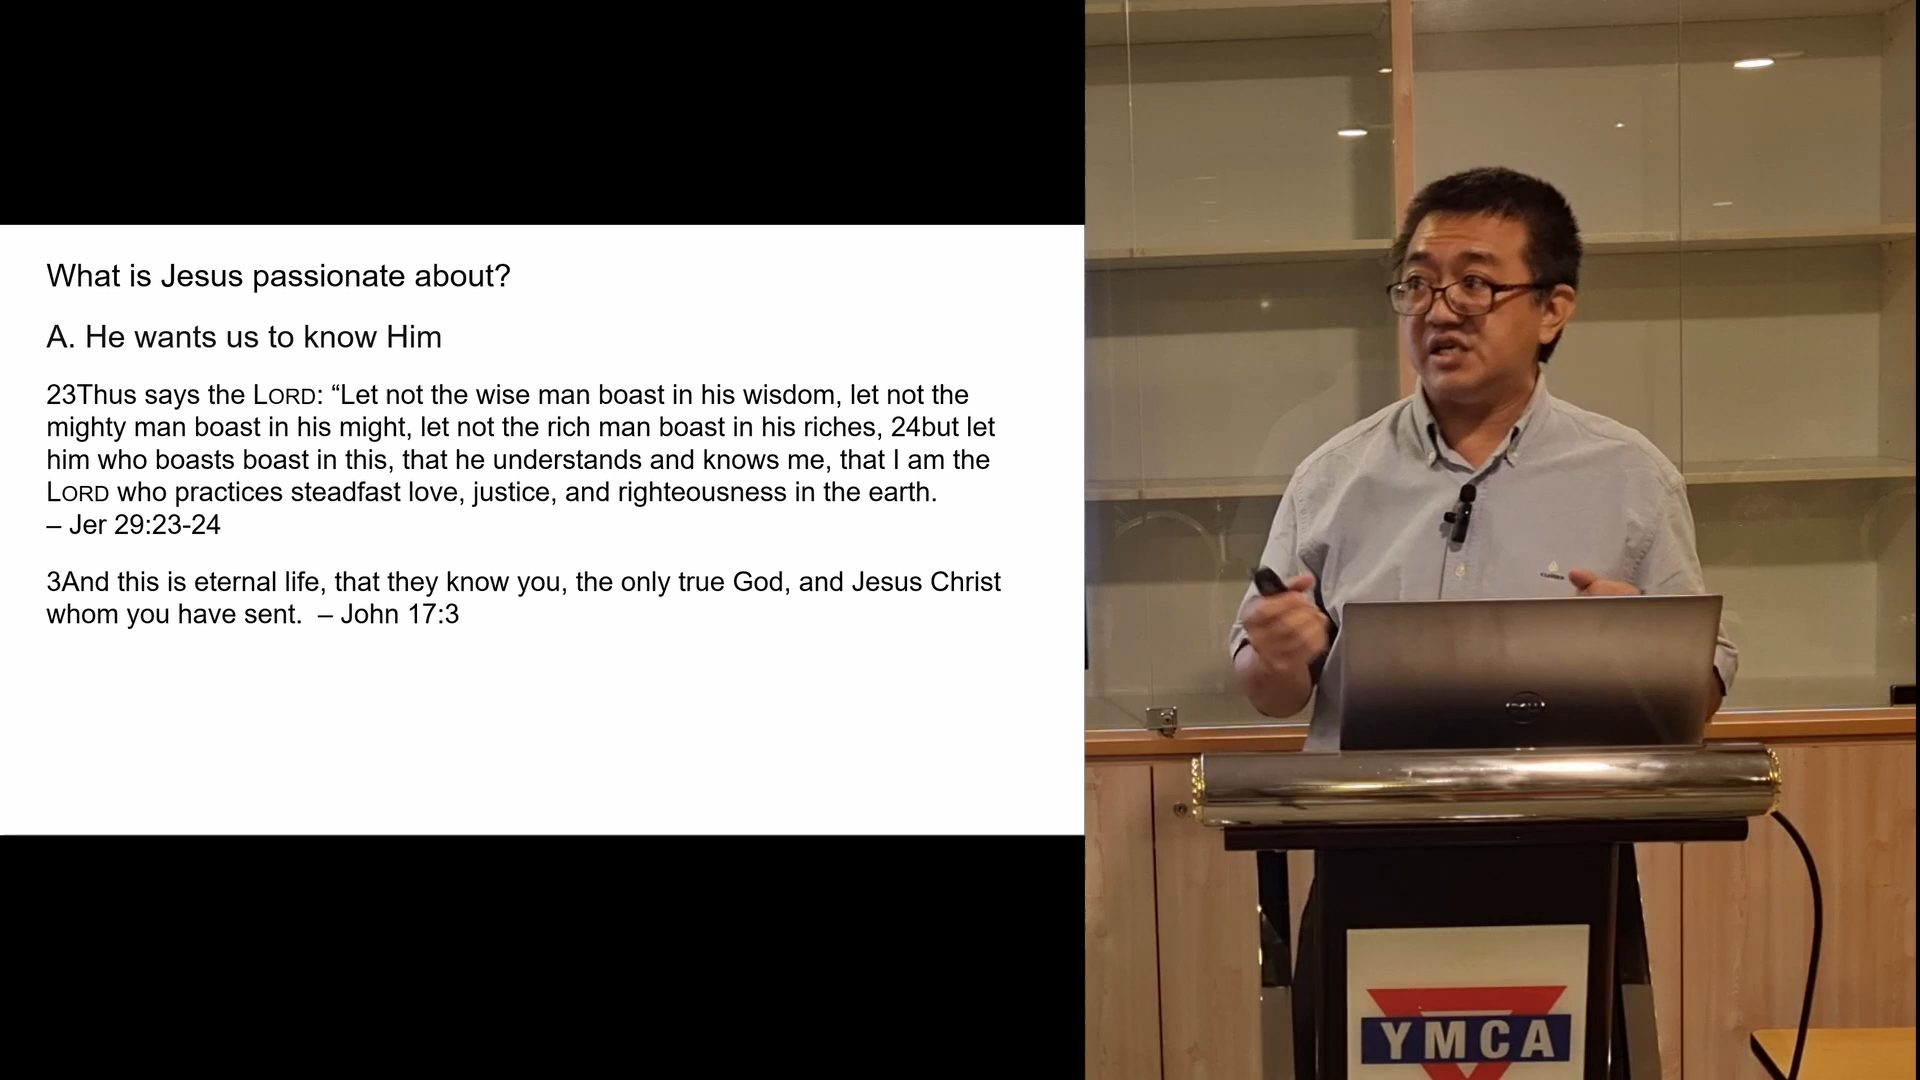 What is Jesus passionate about?
A. He wants us to know Him
23Thus says the LORD: “Let not the wise man boast in his wisdom, let not the
mighty man boast in his might, let not the rich man boast in his riches, 24but let
him who boasts boast in this, that he understands and knows me, that I am the
LORD who practices steadfast love, justice, and righteousness in the earth.
– Jer 29:23-24
3And this is eternal life, that they know you, the only true God, and Jesus Christ
whom you have sent.  – John 17:3
DELL
YMCA